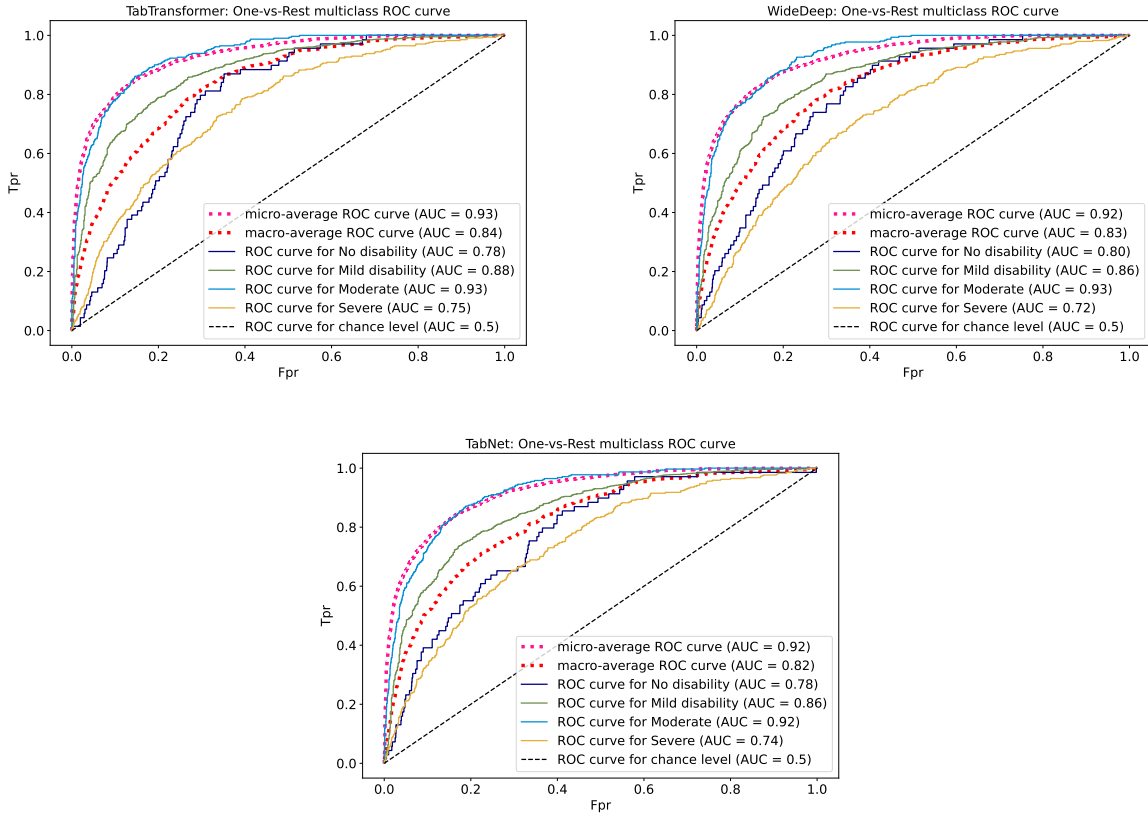 TabTransformer: One-vs-Rest multiclass ROC curve
1.0
0.8
0.6
0.4
0.2
0.0
Tpr
micro-average ROC curve (AUC = 0.93)
macro-average ROC curve (AUC = 0.84)
ROC curve for No disability (AUC = 0.78)
ROC curve for Mild disability (AUC = 0.88)
ROC curve for Moderate (AUC = 0.93)
ROC curve for Severe (AUC = 0.75)
ROC curve for chance level (AUC = 0.5)
0.0 0.2 0.4 0.6 0.8 1.0
Fpr
WideDeep: One-vs-Rest multiclass ROC curve
1.0
0.8
0.6
0.4
0.2
0.0
Tpr
micro-average ROC curve (AUC = 0.92)
macro-average ROC curve (AUC = 0.83)
ROC curve for No disability (AUC = 0.80)
ROC curve for Mild disability (AUC = 0.86)
ROC curve for Moderate (AUC = 0.93)
ROC curve for Severe (AUC = 0.72)
ROC curve for chance level (AUC = 0.5)
0.0 0.2 0.4 0.6 0.8 1.0
Fpr
TabNet: One-vs-Rest multiclass ROC curve
1.0
0.8
0.6
0.4
0.2
0.0
Tpr
micro-average ROC curve (AUC = 0.92)
macro-average ROC curve (AUC = 0.82)
ROC curve for No disability (AUC = 0.78)
ROC curve for Mild disability (AUC = 0.86)
ROC curve for Moderate (AUC = 0.92)
ROC curve for Severe (AUC = 0.74)
ROC curve for chance level (AUC = 0.5)
0.0 0.2 0.4 0.6 0.8 1.0
Fpr